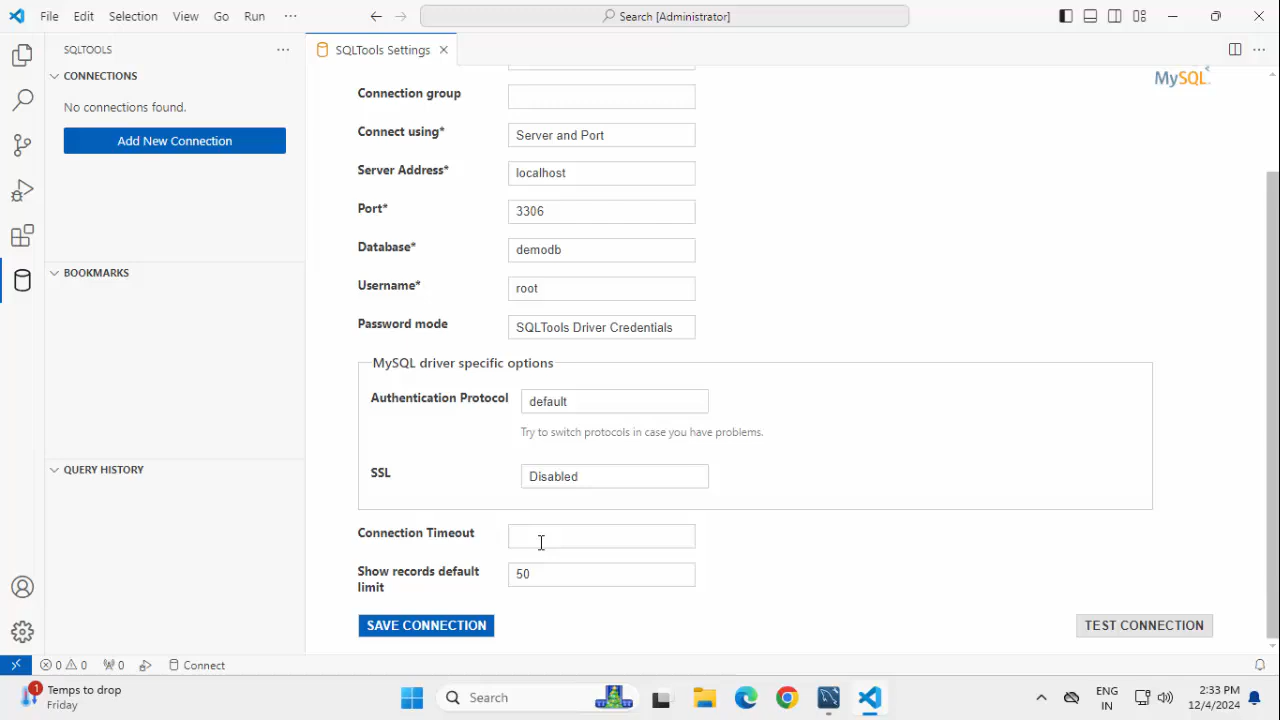 File Edit Selection View Go Run ··· Search [Administrator]
SQLTOOLS ···
SQLTools Settings
CONNECTIONS
No connections found.
Add New Connection
BOOKMARKS
QUERY HISTORY
MySQL
Connection group
Connect using* Server and Port
Server Address* localhost
Port* 3306
Database* demodb
Username* root
Password mode SQLTools Driver Credentials
MySQL driver specific options
Authentication Protocol default
Try to switch protocols in case you have problems.
SSL Disabled
Connection Timeout
Show records default
limit 50
SAVE CONNECTION TEST CONNECTION
0 0 0 Connect
1 Temps to drop
Friday
Search
ENG
IN
2:33 PM
12/4/2024